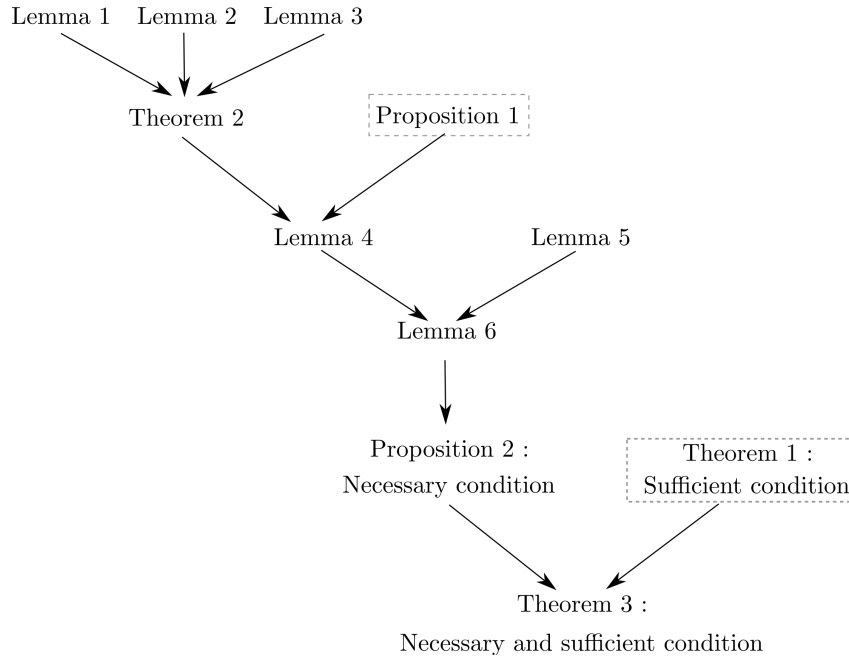 Lemma 1 Lemma 2 Lemma 3
Theorem 2
Proposition 1
Lemma 4
Lemma 5
Lemma 6
Proposition 2 :
Necessary condition
Theorem 1 :
Sufficient condition
Theorem 3 :
Necessary and sufficient condition